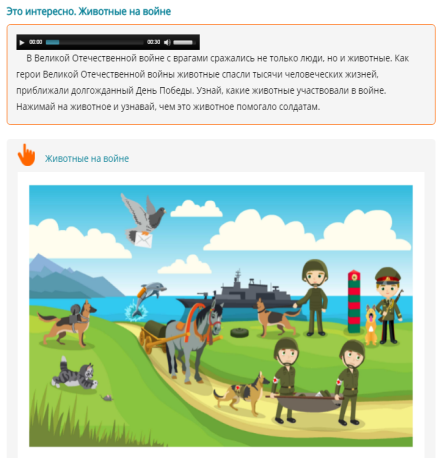 Это интересно. Животные на войне
00:00 00:30
В Великой Отечественной войне с врагами сражались не только люди, но и животные. Как
герои Великой Отечественной войны животные спасли тысячи человеческих жизней,
приближали долгожданный День Победы. Узнай, какие животные участвовали в войне.
Нажимай на животное и узнавай, чем это животное помогало солдатам.
Животные на войне